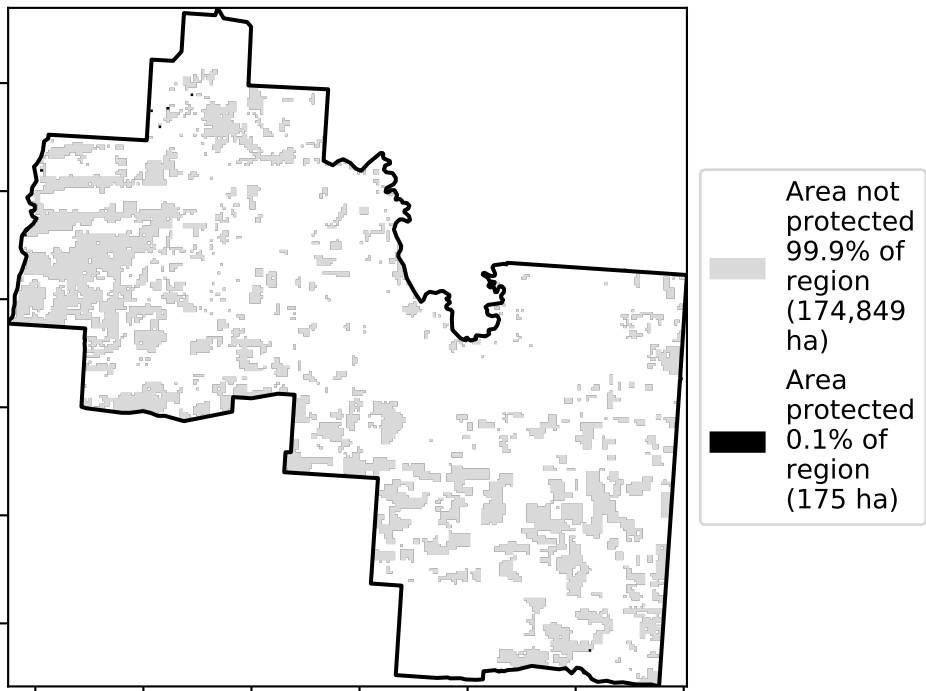 Area not
protected
99.9% of
region
(174,849
ha)
Area
protected
0.1% of
region
(175 ha)